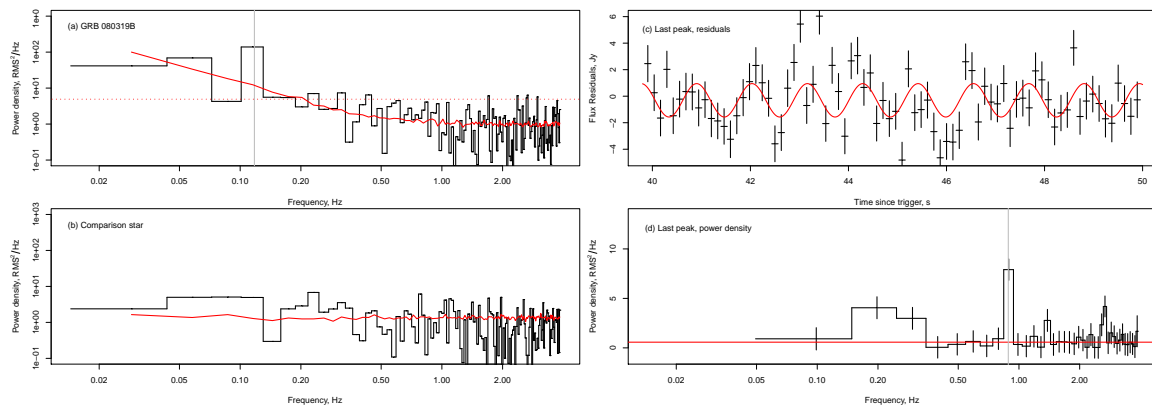 (a) GRB 080319B
Power density, RMS²/Hz
1e-01 1e+00 1e+01 1e+02
0.02 0.05 0.10 0.20 0.50 1.00 2.00
Frequency, Hz
(c) Last peak, residuals
Flux Residuals, Jy
-4 -2 0 2 4 6
40 42 44 46 48 50
Time since trigger, s
(b) Comparison star
Power density, RMS²/Hz
1e-01 1e+00 1e+01 1e+02 1e+03
0.02 0.05 0.10 0.20 0.50 1.00 2.00
Frequency, Hz
(d) Last peak, power density
Power density, RMS²/Hz
0 5 10
0.02 0.05 0.10 0.20 0.50 1.00 2.00
Frequency, Hz